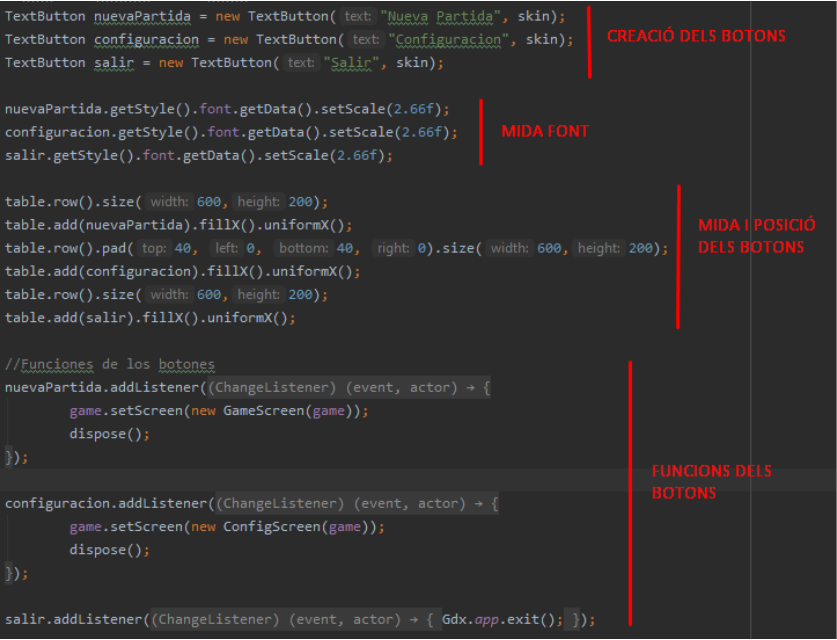 TextButton nuevaPartida = new TextButton( text: "Nueva Partida", skin);
TextButton configuracion = new TextButton( text: "Configuracion", skin);
TextButton salir = new TextButton( text: "Salir", skin);
CREACIÓ DELS BOTONS
nuevaPartida.getStyle().font.getData().setScale(2.66f);
configuracion.getStyle().font.getData().setScale(2.66f);
salir.getStyle().font.getData().setScale(2.66f);
MIDA FONT
table.row().size( width: 600, height: 200);
table.add(nuevaPartida).fillX().uniformX();
table.row().pad( top: 40, left: 0, bottom: 40, right: 0).size( width: 600, height: 200);
table.add(configuracion).fillX().uniformX();
table.row().size( width: 600, height: 200);
table.add(salir).fillX().uniformX();
MIDA I POSICIÓ
DELS BOTONS
//Funciones de los botones
nuevaPartida.addListener((ChangeListener) (event, actor) → {
game.setScreen(new GameScreen(game));
dispose();
});
configuracion.addListener((ChangeListener) (event, actor) → {
game.setScreen(new ConfigScreen(game));
dispose();
});
salir.addListener((ChangeListener) (event, actor) → { Gdx.app.exit(); });
FUNCIONS DELS
BOTONS